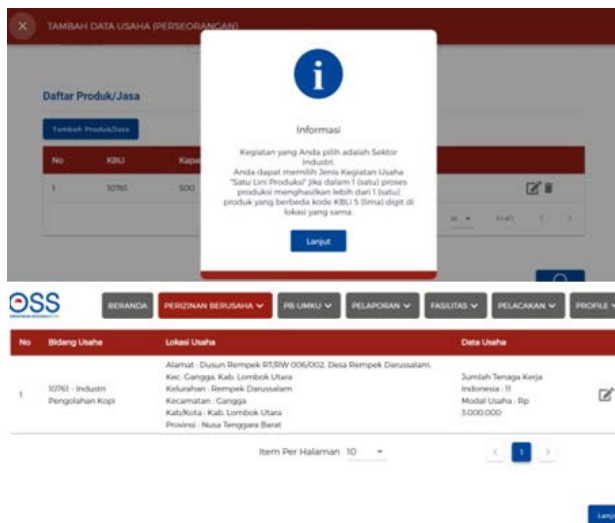 TAMBAH DATA USAHA (PERSEORANGAN)
Daftar Produk/Jasa
Tambah Produk/Jasa
No KBLI Kapa
1 10761 500
Informasi
Kegiatan yang Anda pilih adalah Sektor
Industri.
Anda dapat memilih Jenis Kegiatan Usaha
"Satu Lini Produksi" jika dalam 1 (satu) proses
produksi menghasilkan lebih dari 1 (satu)
produk yang berbeda kode KBLI 5 (lima) digit di
lokasi yang sama.
Lanjut
1-1 of 1
OSS
BERANDA PERIZINAN BERUSAHA PB-UMKU PELAPORAN FASILITAS PELACAKAN PROFILE
No Bidang Usaha Lokasi Usaha Data Usaha
1 10761 - Industri
Pengolahan Kopi
Alamat : Dusun Rempek RT/RW 006/002, Desa Rempek Darussalam,
Kec. Gangga, Kab. Lombok Utara
Kelurahan : Rempek Darussalam
Kecamatan : Gangga
Kab/Kota : Kab. Lombok Utara
Provinsi : Nusa Tenggara Barat
Jumlah Tenaga Kerja
Indonesia : 11
Modal Usaha : Rp
3.000.000
Item Per Halaman 10
1
Lanju